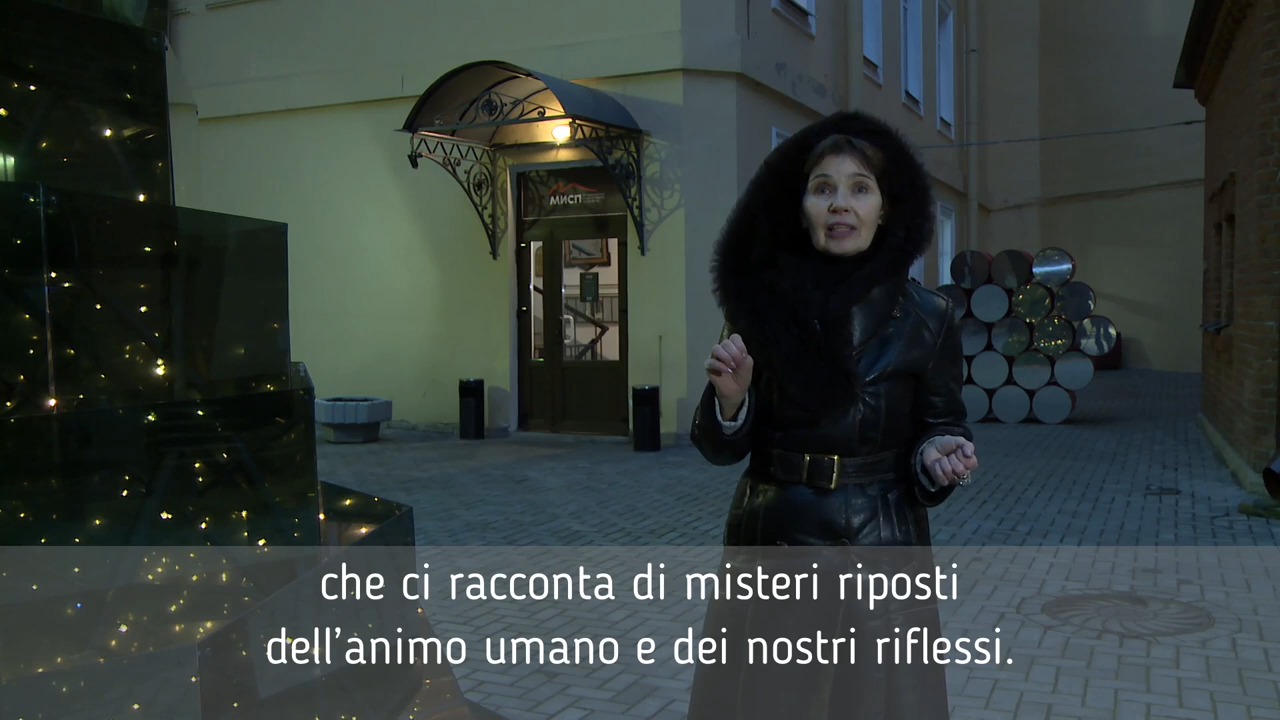 МИСП
che ci racconta di misteri riposti
dell'animo umano e dei nostri riflessi.